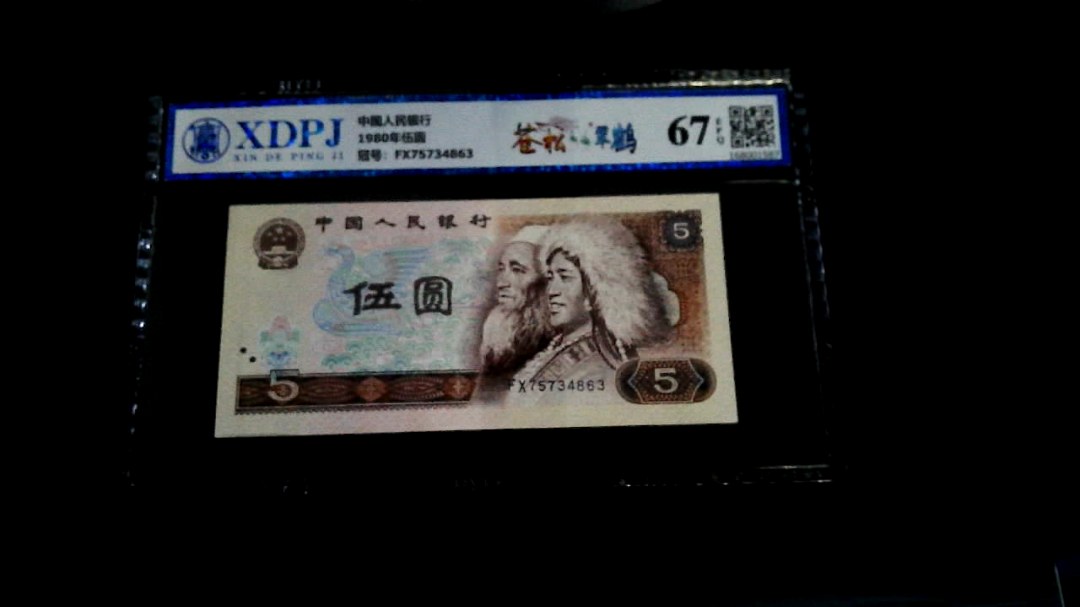 XDPJ
XIN DE PING JI
中国人民银行
1980年伍圆
冠号: FX75734863
苍松翠鹤
67
EPQ
中国人民银行
5
伍圆
5
FX75734863
5